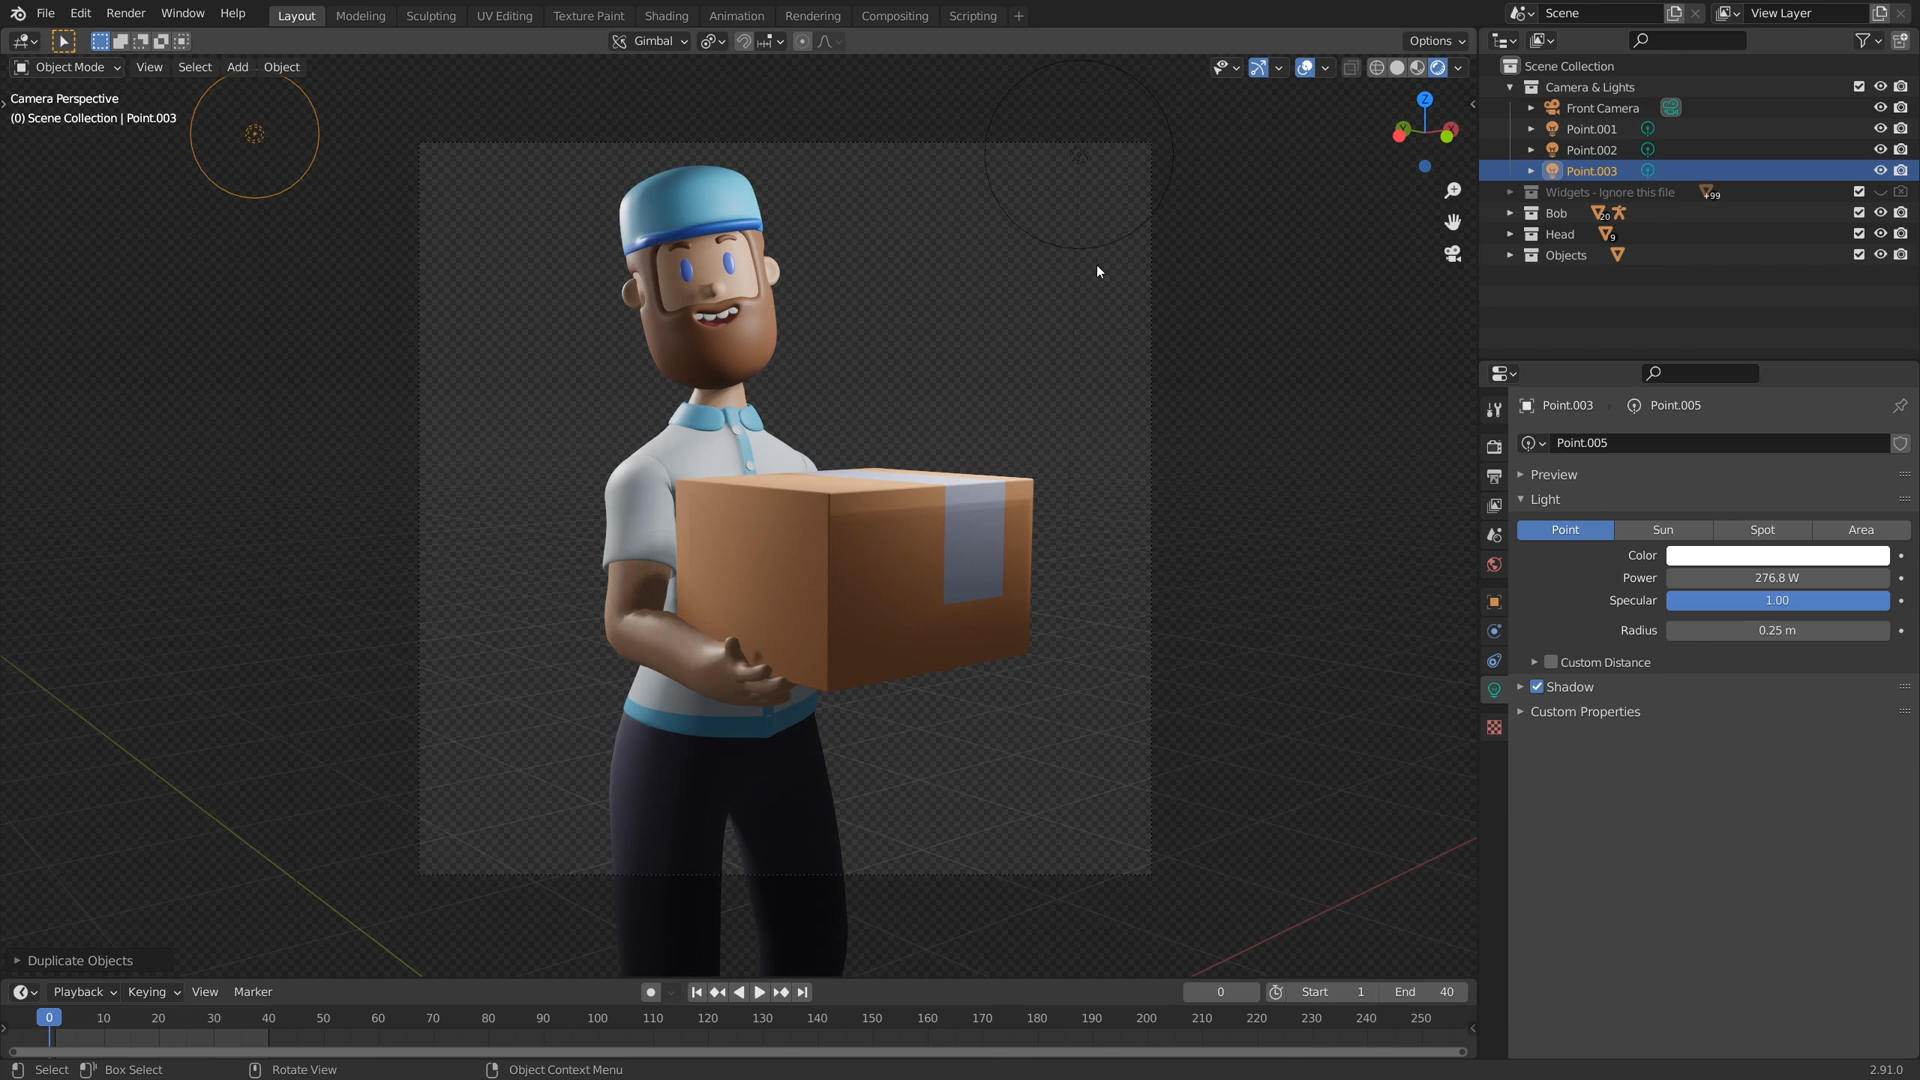 File Edit Render Window Help Layout Modeling Sculpting UV Editing Texture Paint Shading Animation Rendering Compositing Scripting + Scene View Layer
Gimbal Options
Object Mode View Select Add Object
Camera Perspective
(0) Scene Collection | Point.003
Z
Y
Scene Collection
Camera & Lights
Front Camera
Point.001
Point.002
Point.003
Widgets - Ignore this file +99
Bob 20
Head 9
Objects
Point.003 Point.005
Point.005
Preview
Light
Point Sun Spot Area
Color
Power 276.8 W
Specular 1.00
Radius 0.25 m
Custom Distance
Shadow
Custom Properties
Duplicate Objects
Playback Keying View Marker 0 Start 1 End 40
0 10 20 30 40 50 60 70 80 90 100 110 120 130 140 150 160 170 180 190 200 210 220 230 240 250
Select Box Select Rotate View Object Context Menu 2.91.0